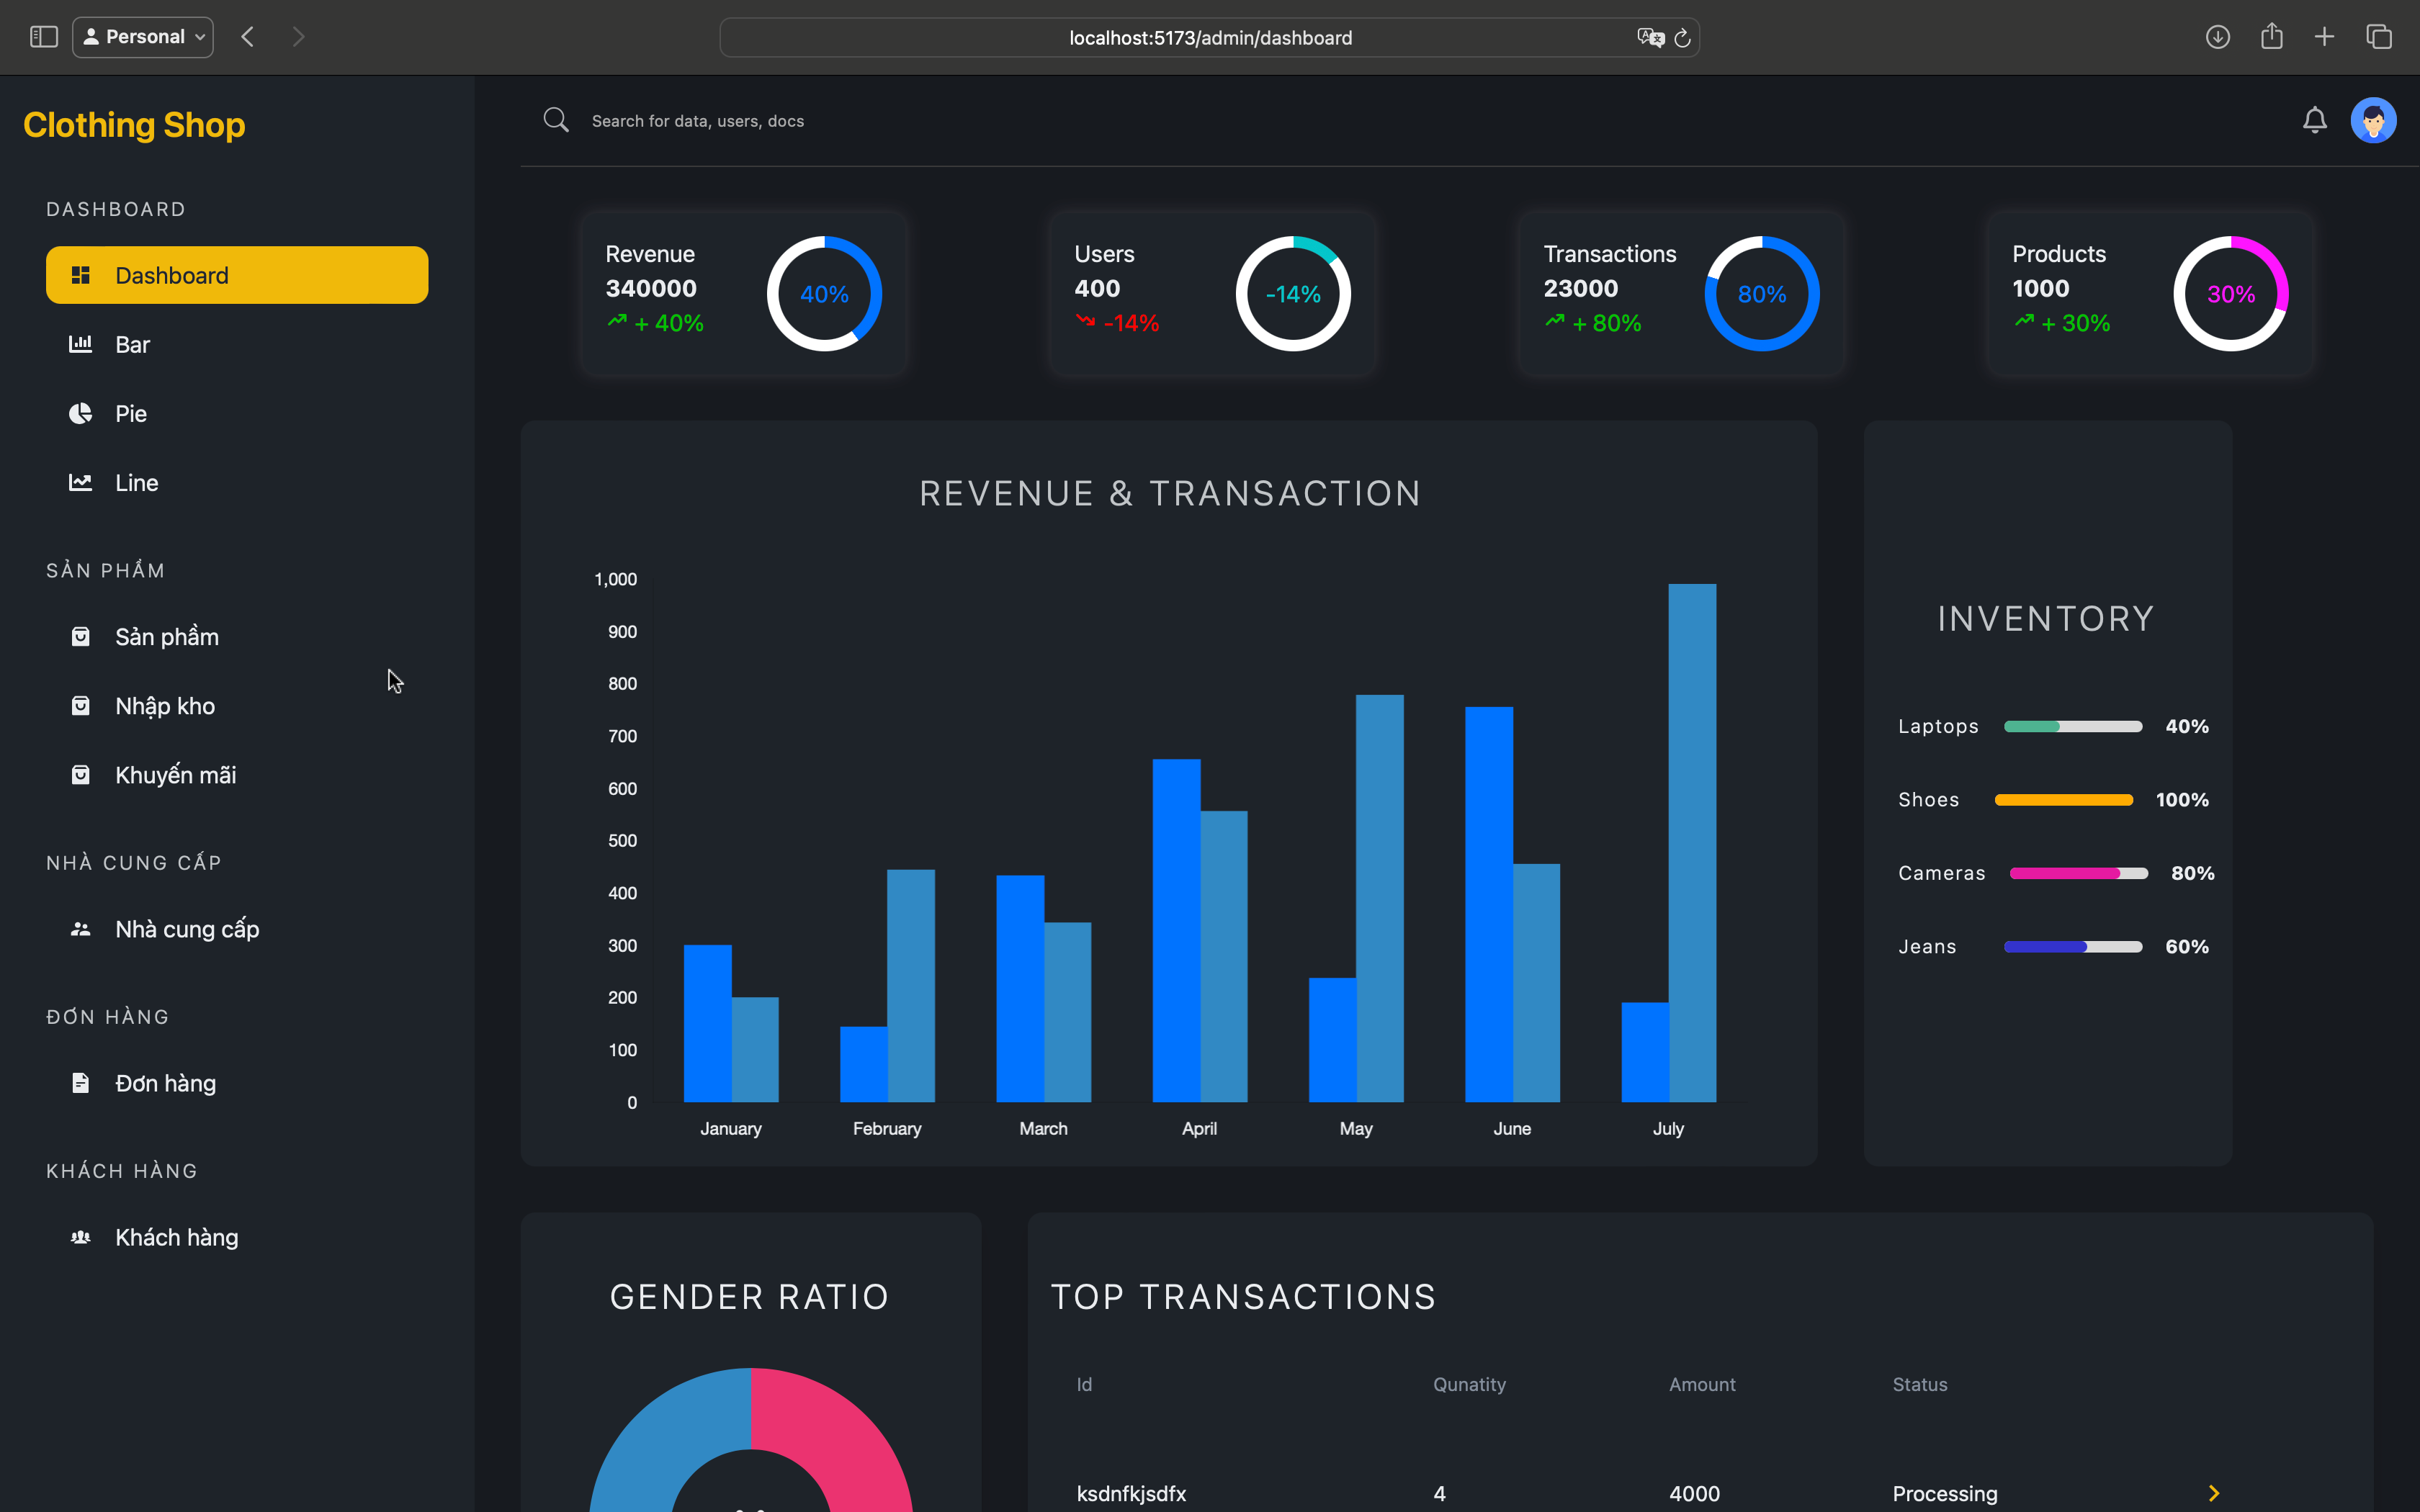 Personal
localhost:5173/admin/dashboard
Clothing Shop
Search for data, users, docs
DASHBOARD
Dashboard
Bar
Pie
Line
SẢN PHẨM
Sản phẩm
Nhập kho
Khuyến mãi
NHÀ CUNG CẤP
Nhà cung cấp
ĐƠN HÀNG
Đơn hàng
KHÁCH HÀNG
Khách hàng
Revenue
340000
+ 40%
40%
Users
400
-14%
-14%
Transactions
23000
+ 80%
80%
Products
1000
+ 30%
30%
REVENUE & TRANSACTION
1,000
900
800
700
600
500
400
300
200
100
0
January February March April May June July
INVENTORY
Laptops 40%
Shoes 100%
Cameras 80%
Jeans 60%
GENDER RATIO
TOP TRANSACTIONS
Id Qunatity Amount Status
ksdnfkjsdfx 4 4000 Processing